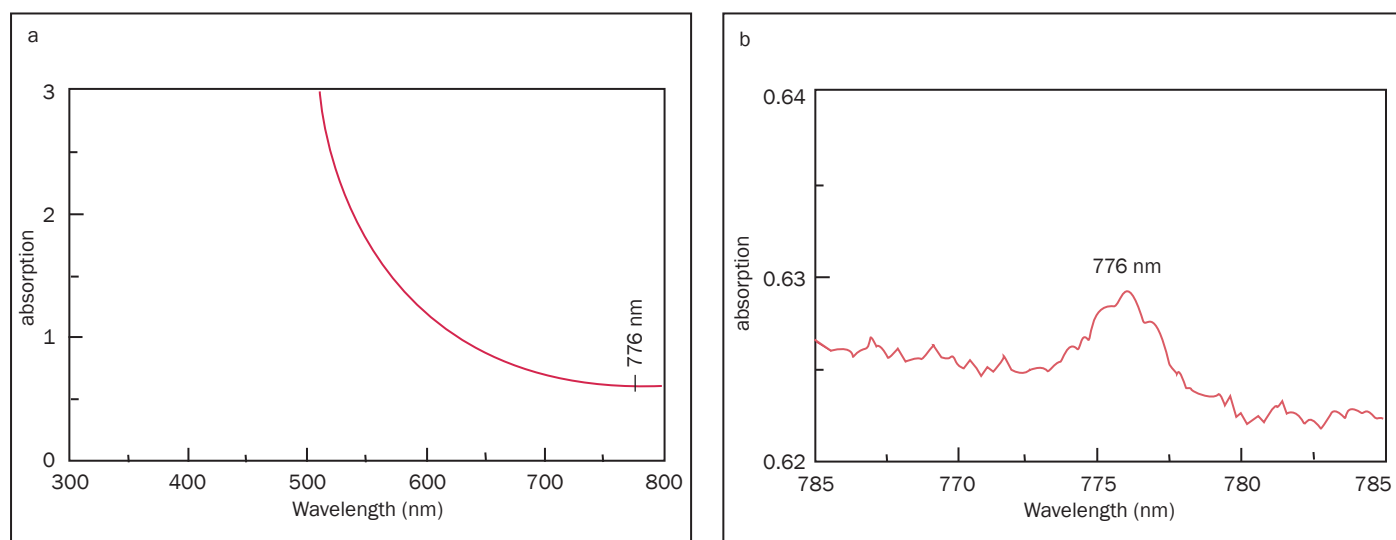 a
3
2
1
0
absorption
776 nm
300 400 500 600 700 800
Wavelength (nm)
b
0.64
0.63
0.62
absorption
776 nm
785 770 775 780 785
Wavelength (nm)